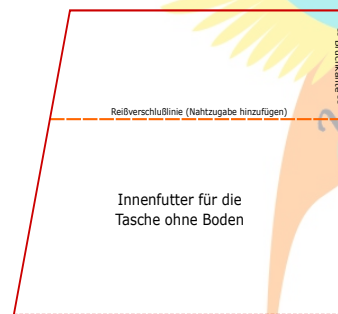 Reißverschlußlinie (Nahtzugabe hinzufügen)
Innenfutter für die
Tasche ohne Boden